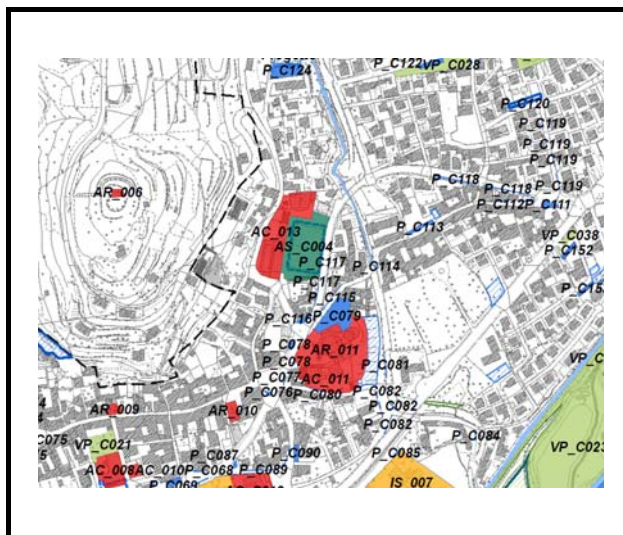 P_C124
P_C122
VP_C028
P_C120
P_C119
P_C119
P_C119
P_C118
P_C118
P_C119
P_C112
P_C111
AR_006
AC_013
AS_C004
P_C113
VP_C038
P_C152
P_C117
P_C114
P_C117
P_C115
P_C116
P_C079
P_C078
AR_011
P_C078
P_C081
P_C077
AC_011
P_C076
P_C080
P_C082
AR_009
AR_010
P_C082
P_C082
C075
VP_C021
P_C087
P_C090
P_C085
P_C084
VP_C023
AC_008
AC_010
P_C068
P_C089
P_C069
IS_007